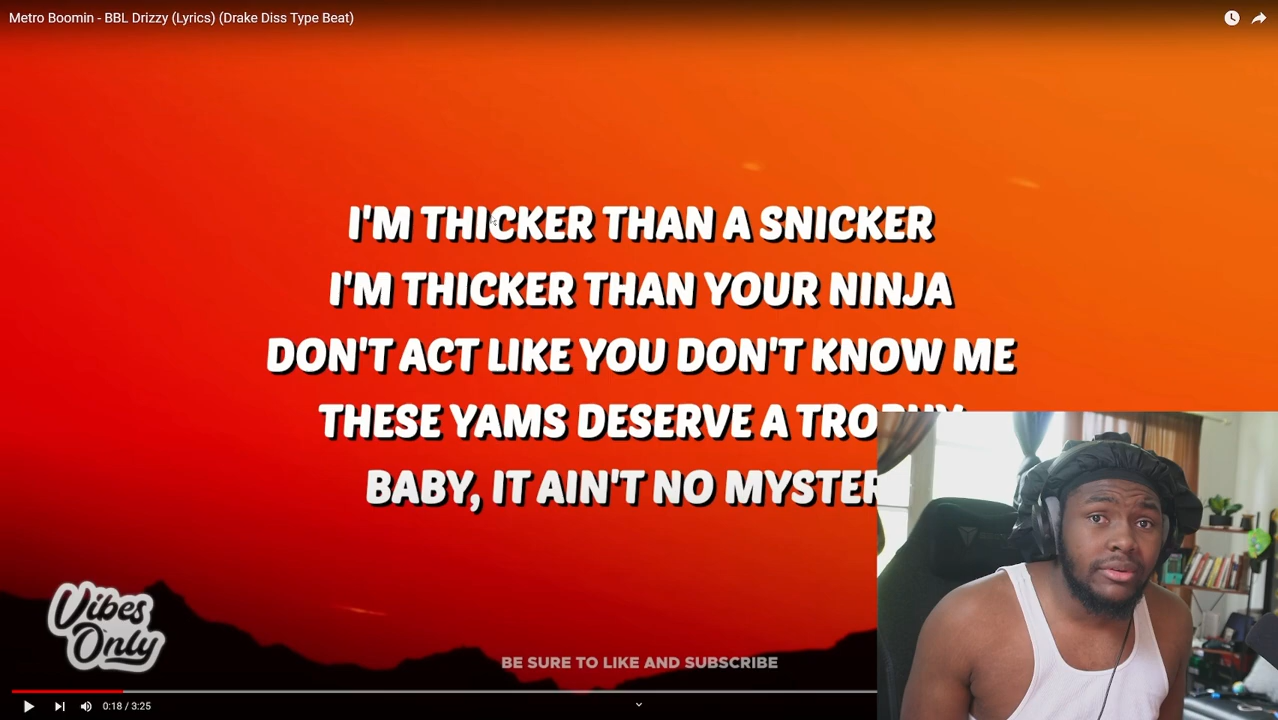 Metro Boomin - BBL Drizzy (Lyrics) (Drake Diss Type Beat)
I'M THICKER THAN A SNICKER
I'M THICKER THAN YOUR NINJA
DON'T ACT LIKE YOU DON'T KNOW ME
THESE YAMS DESERVE A
BABY, IT AIN'T NO
Vibes
Only
BE SURE TO LIKE AND SUBSCRIBE
0:18 / 3:25